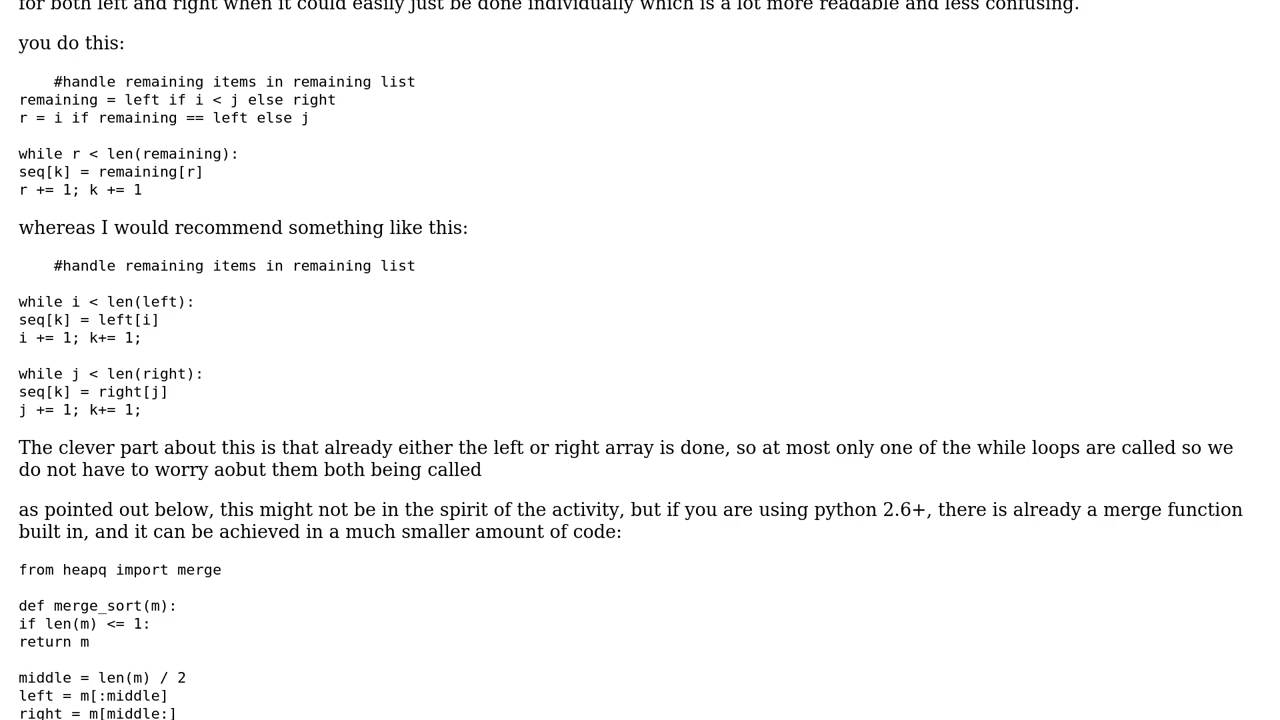 for both left and right when it could easily just be done individually which is a lot more readable and less confusing.
you do this:
#handle remaining items in remaining list
remaining = left if i < j else right
r = i if remaining == left else j
while r < len(remaining):
seq[k] = remaining[r]
r += 1; k += 1
whereas I would recommend something like this:
#handle remaining items in remaining list
while i < len(left):
seq[k] = left[i]
i += 1; k+= 1;
while j < len(right):
seq[k] = right[j]
j += 1; k+= 1;
The clever part about this is that already either the left or right array is done, so at most only one of the while loops are called so we
do not have to worry aobut them both being called
as pointed out below, this might not be in the spirit of the activity, but if you are using python 2.6+, there is already a merge function
built in, and it can be achieved in a much smaller amount of code:
from heapq import merge
def merge_sort(m):
if len(m) <= 1:
return m
middle = len(m) / 2
left = m[:middle]
right = m[middle:]